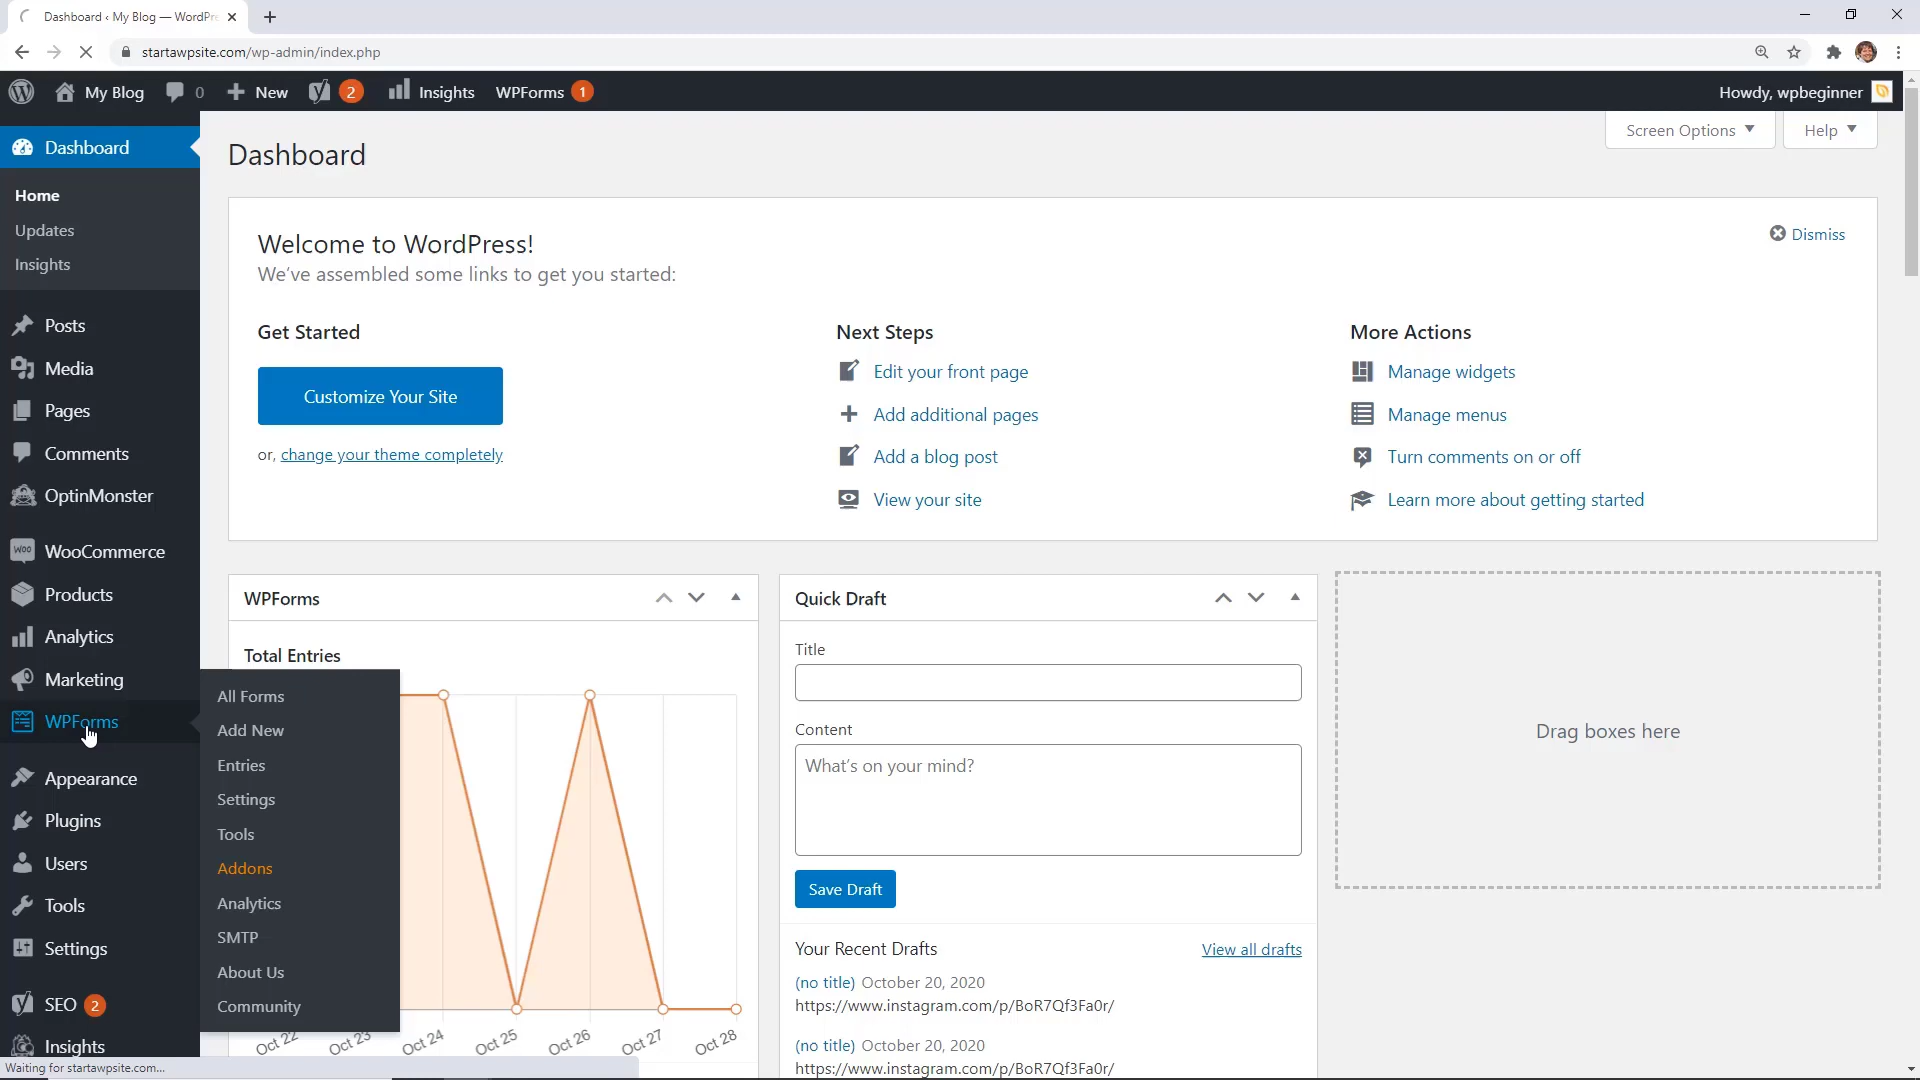 Dashboard ‹ My Blog — WordPre
startawpsite.com/wp-admin/index.php
My Blog 0 New 2 Insights WPForms 1
Howdy, wpbeginner
Screen Options
Help
Dashboard
Home
Updates
Insights
Posts
Media
Pages
Comments
OptinMonster
Woo WooCommerce
Products
Analytics
Marketing
WPForms
Appearance
Plugins
Users
Tools
Settings
SEO 2
Insights
All Forms
Add New
Entries
Settings
Tools
Addons
Analytics
SMTP
About Us
Community
Dashboard
Welcome to WordPress!
We've assembled some links to get you started:
Dismiss
Get Started
Customize Your Site
or, change your theme completely
Next Steps
Edit your front page
Add additional pages
Add a blog post
View your site
More Actions
Manage widgets
Manage menus
Turn comments on or off
Learn more about getting started
WPForms
Total Entries
Oct 22 Oct 23 Oct 24 Oct 25 Oct 26 Oct 27 Oct 28
Quick Draft
Title
Content
What's on your mind?
Save Draft
Your Recent Drafts
View all drafts
(no title) October 20, 2020
https://www.instagram.com/p/BoR7Qf3Fa0r/
(no title) October 20, 2020
https://www.instagram.com/p/BoR7Qf3Fa0r/
Drag boxes here
Waiting for startawpsite.com...